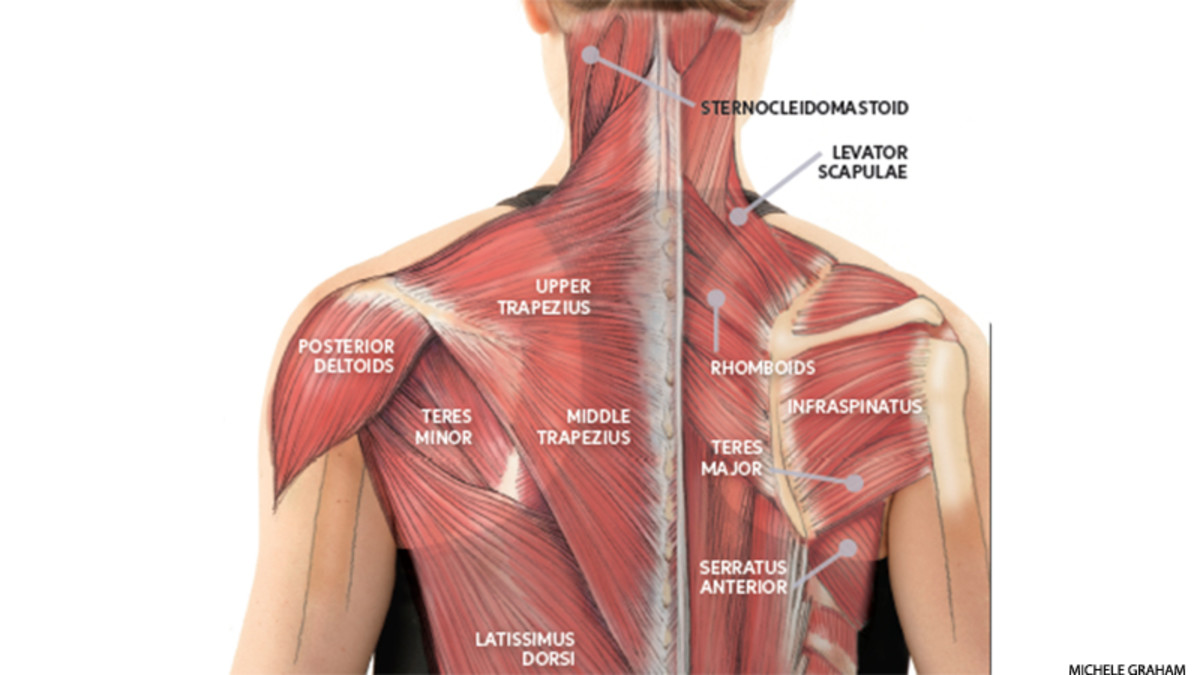 STERNOCLEIDOMASTOID
LEVATOR
SCAPULAE
UPPER
TRAPEZIUS
POSTERIOR
DELTOIDS
RHOMBOIDS
INFRASPINATUS
TERES
MINOR
MIDDLE
TRAPEZIUS
TERES
MAJOR
SERRATUS
ANTERIOR
LATISSIMUS
DORSI
MICHELE GRAHAM